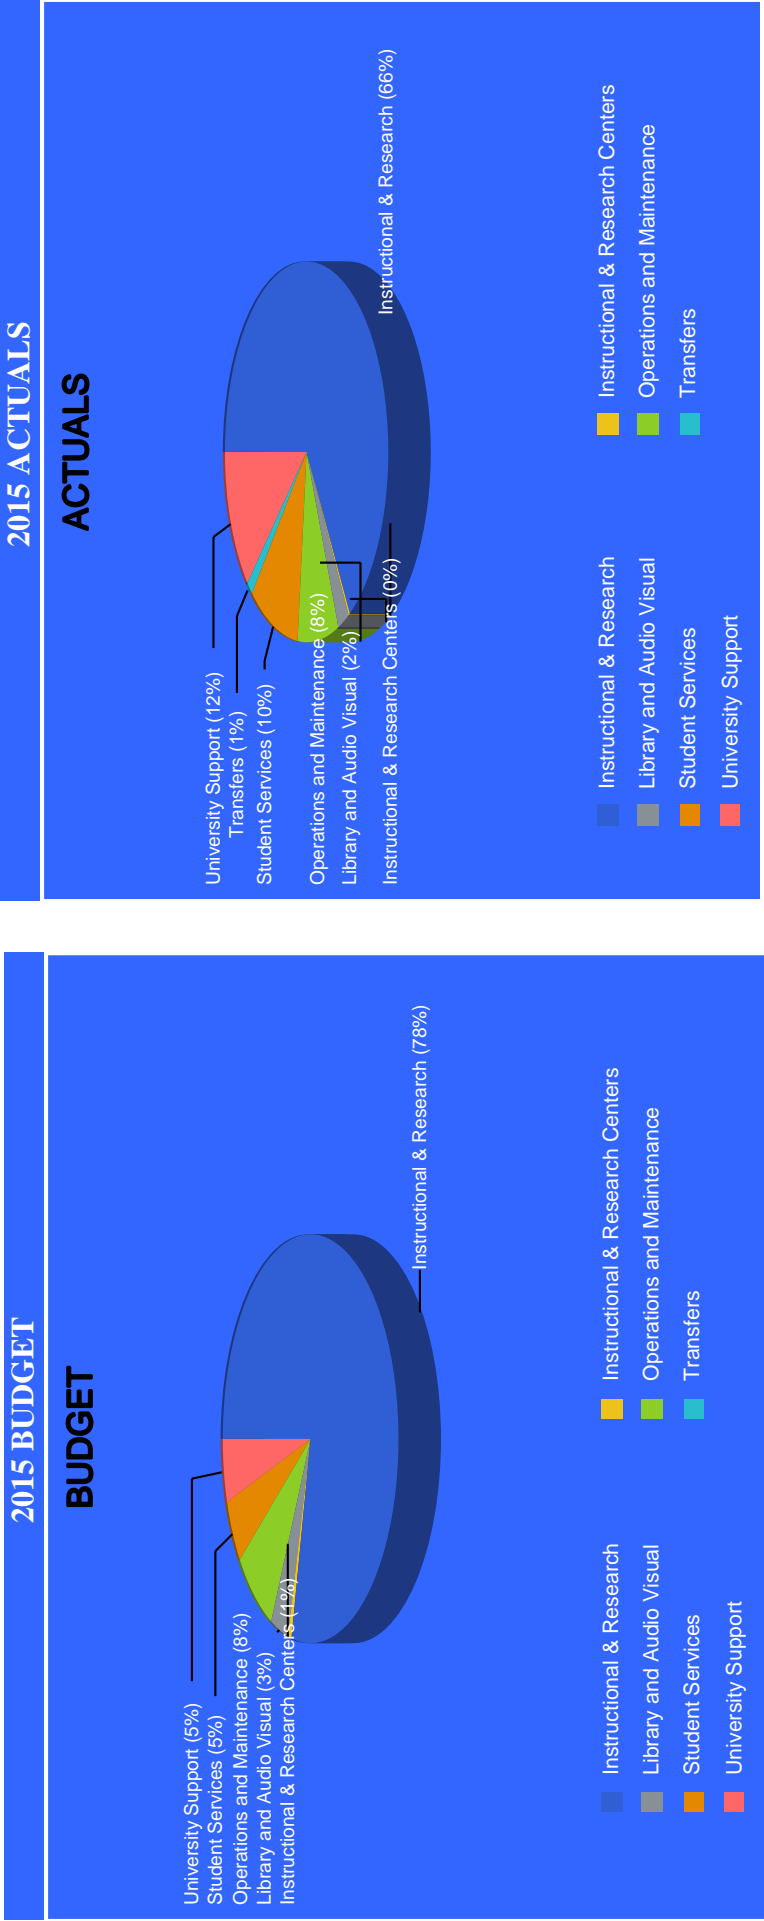 2015 BUDGET
BUDGET
University Support (5%)
Student Services (5%)
Operations and Maintenance (8%)
Library and Audio Visual (3%)
Instructional & Research Centers (1%)
Instructional & Research (78%)
Instructional & Research
Instructional & Research Centers
Library and Audio Visual
Operations and Maintenance
Student Services
Transfers
University Support
2015 ACTUALS
ACTUALS
University Support (12%)
Transfers (1%)
Student Services (10%)
Operations and Maintenance (8%)
Library and Audio Visual (2%)
Instructional & Research (66%)
Instructional & Research Centers (0%)
Instructional & Research
Instructional & Research Centers
Library and Audio Visual
Operations and Maintenance
Student Services
Transfers
University Support